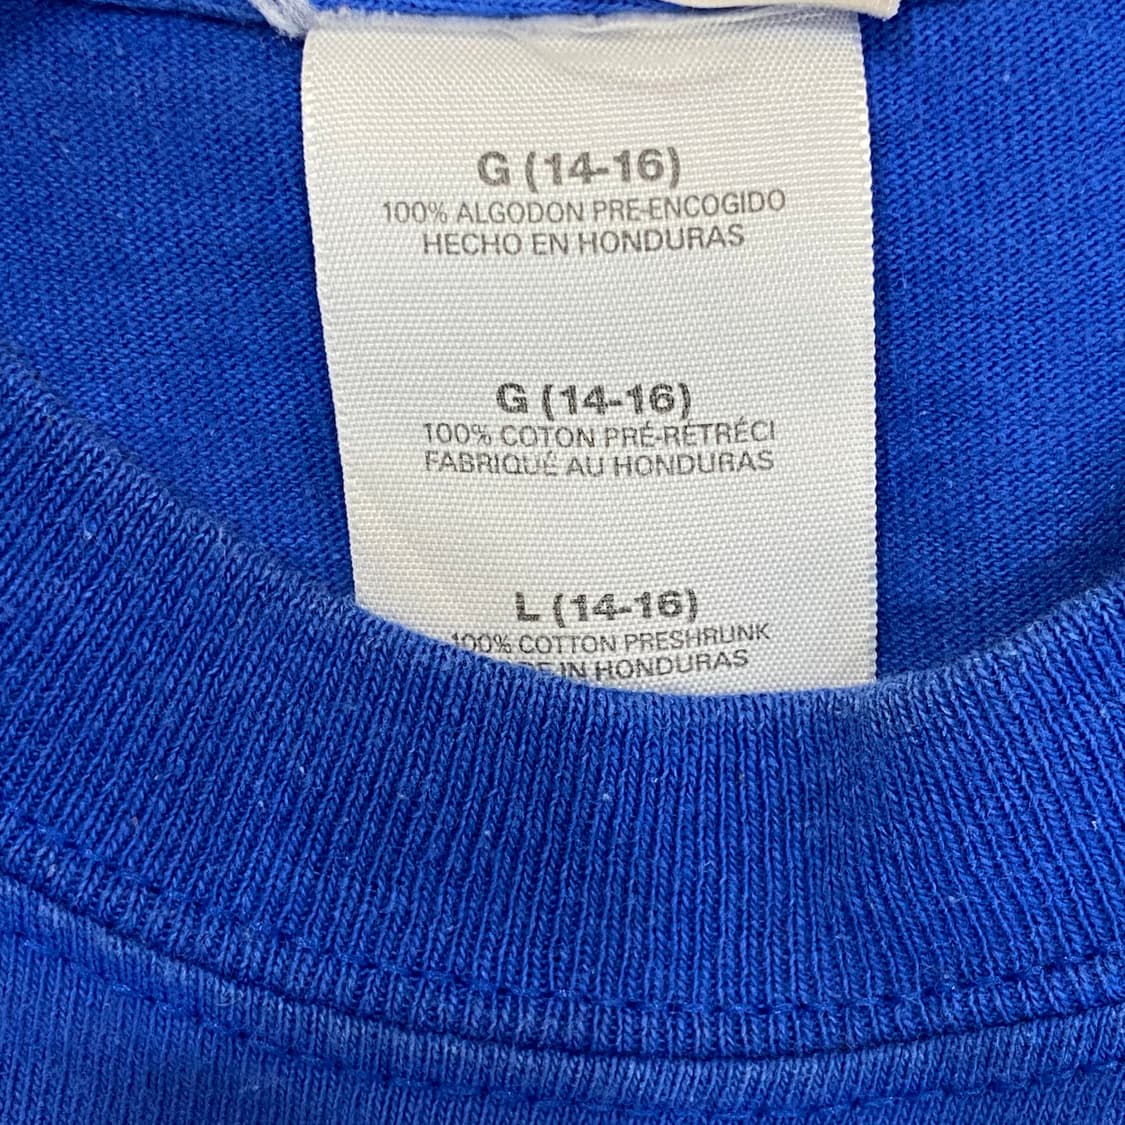 G (14-16)
100% ALGODON PRE-ENCOGIDO
HECHO EN HONDURAS
G (14-16)
100% COTON PRÉ-RÉTRÉCI
FABRIQUÉ AU HONDURAS
L (14-16)
100% COTTON PRESHRUNK
IN HONDURAS